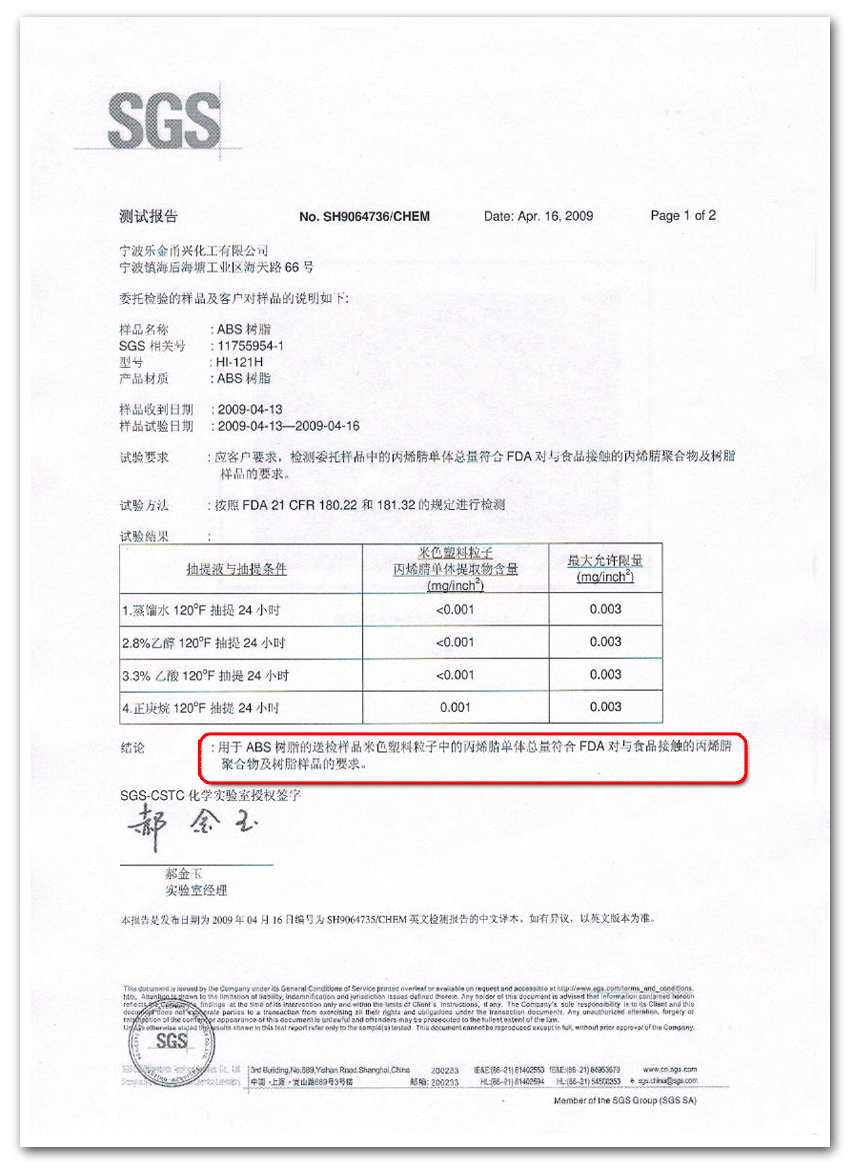 SGS
测试报告 No. SH9064736/CHEM Date: Apr. 16, 2009 Page 1 of 2
宁波乐金甬兴化工有限公司
宁波镇海后海塘工业区海天路 66 号
委托检验的样品及客户对样品的说明如下:
样品名称 : ABS 树脂
SGS 相关号 : 11755954-1
型号 : HI-121H
产品材质 : ABS 树脂
样品收到日期 : 2009-04-13
样品试验日期 : 2009-04-13—2009-04-16
试验要求 : 应客户要求，检测委托样品中的丙烯腈单体总量符合 FDA 对与食品接触的丙烯腈聚合物及树脂
样品的要求。
试验方法 : 按照 FDA 21 CFR 180.22 和 181.32 的规定进行检测
试验结果 :
抽提液与抽提条件 米色塑料粒子 最大允许限量
丙烯腈单体提取物含量 (mg/inch²)
(mg/inch²)
1.蒸馏水 120°F 抽提 24 小时 <0.001 0.003
2.8%乙醇 120°F 抽提 24 小时 <0.001 0.003
3.3% 乙酸 120°F 抽提 24 小时 <0.001 0.003
4.正庚烷 120°F 抽提 24 小时 0.001 0.003
结论 : 用于 ABS 树脂的送检样品米色塑料粒子中的丙烯腈单体总量符合 FDA 对与食品接触的丙烯腈
聚合物及树脂样品的要求。
SGS-CSTC 化学实验室授权签字
郝金玉
郝金玉
实验室经理
本报告是发布日期为 2009 年 04 月 16 日编号为 SH9064735/CHEM 英文检测报告的中文译本。如有异议，以英文版本为准。
This document is issued by the Company under its General Conditions of Service printed overleaf or available on request and accessible at http://www.sgs.com/terms_and_conditions.
htm. Attention is drawn to the limitation of liability, indemnification and jurisdiction issues defined therein. Any holder of this document is advised that information contained hereon
reflects the Company's findings at the time of its intervention only and within the limits of Client's instructions, if any. The Company's sole responsibility is to its Client and this
document does not exonerate parties to a transaction from exercising all their rights and obligations under the transaction documents. Any unauthorized alteration, forgery or
falsification of the content or appearance of this document is unlawful and offenders may be prosecuted to the fullest extent of the law.
Unless otherwise stated the results shown in this test report refer only to the sample(s) tested. This document cannot be reproduced except in full, without prior approval of the Company.
SGS
3rd Building,No.889,Yishan Road,Shanghai,China 200233 www.cn.sgs.com
中国·上海·宜山路889号3号楼 邮编: 200233 e sgs.china@sgs.com
Member of the SGS Group (SGS SA)